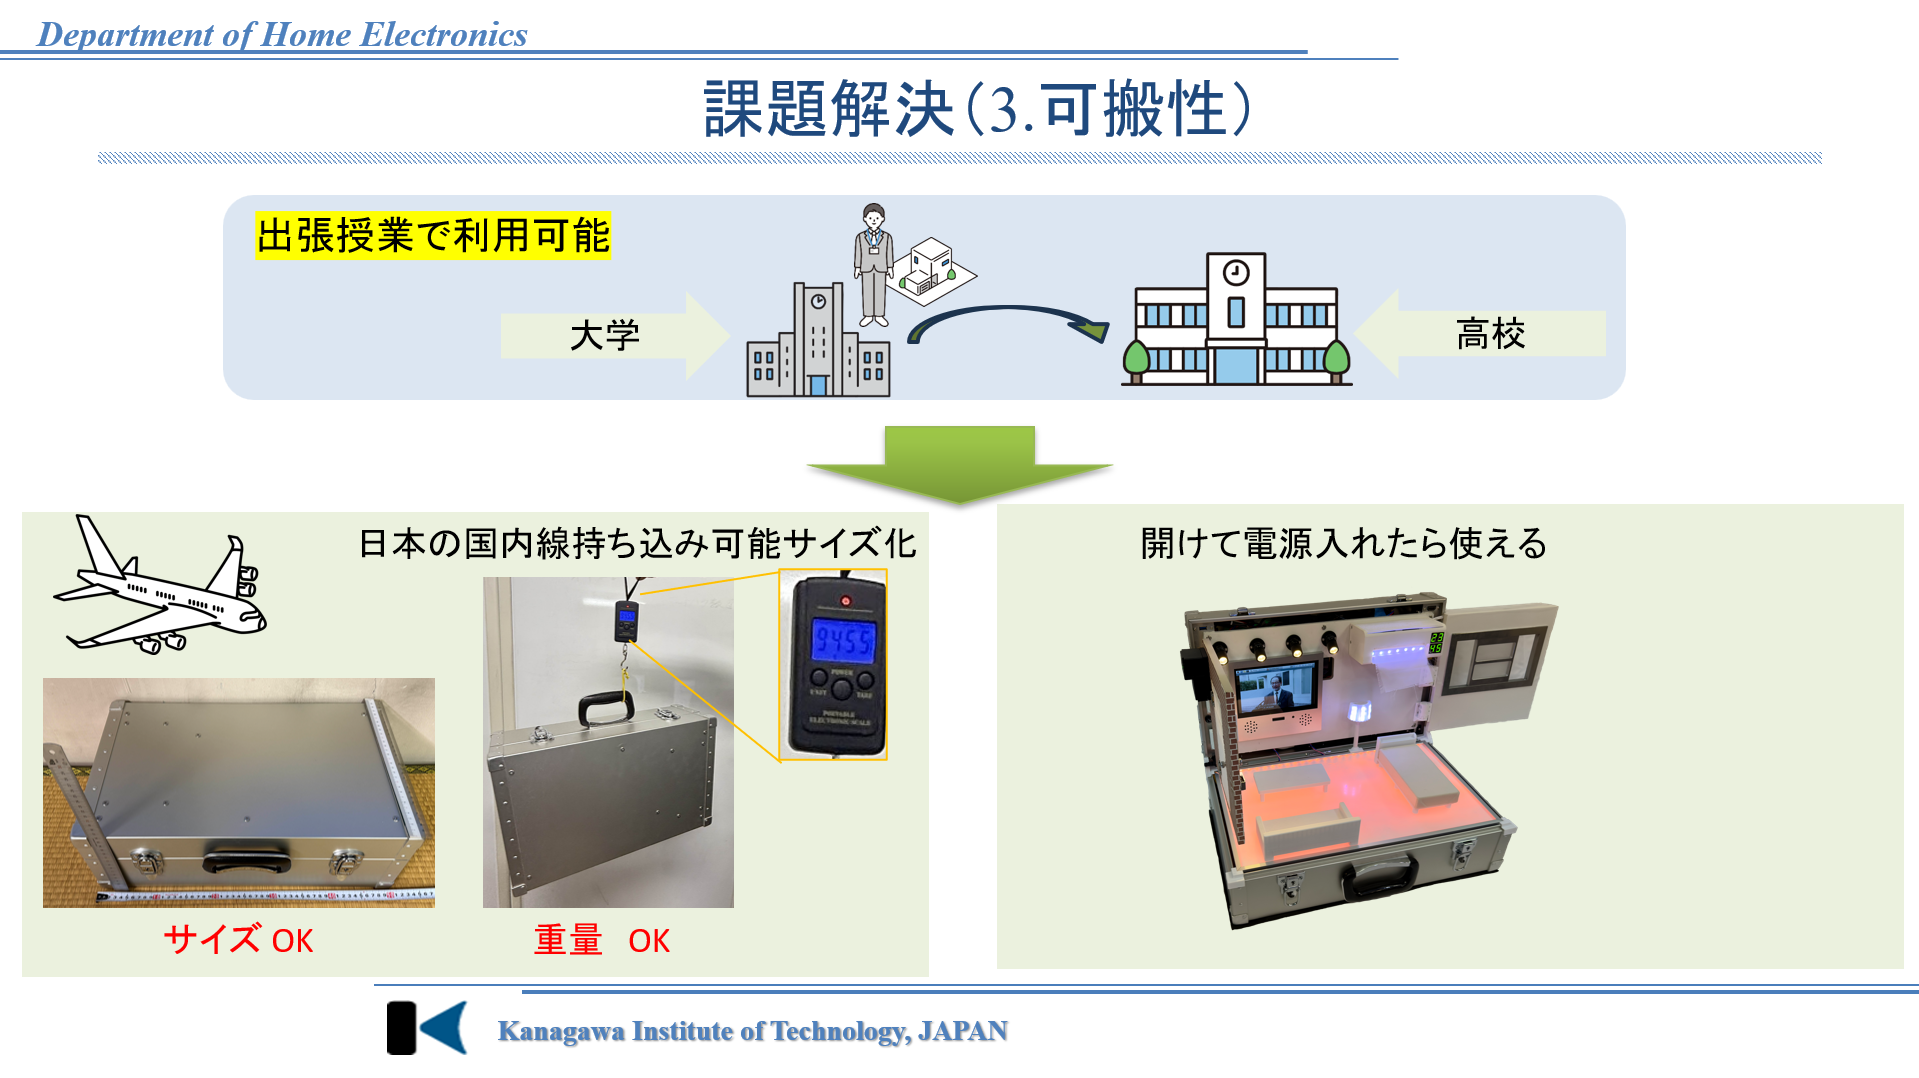 Department of Home Electronics
課題解決（3.可搬性）
出張授業で利用可能
大学
高校
日本の国内線持ち込み可能サイズ化
開けて電源入れたら使える
9455
POWER
UNIT
TARE
PORTABLE
ELECTRONIC SCALE
23
45
サイズ OK
重量　OK
Kanagawa Institute of Technology, JAPAN